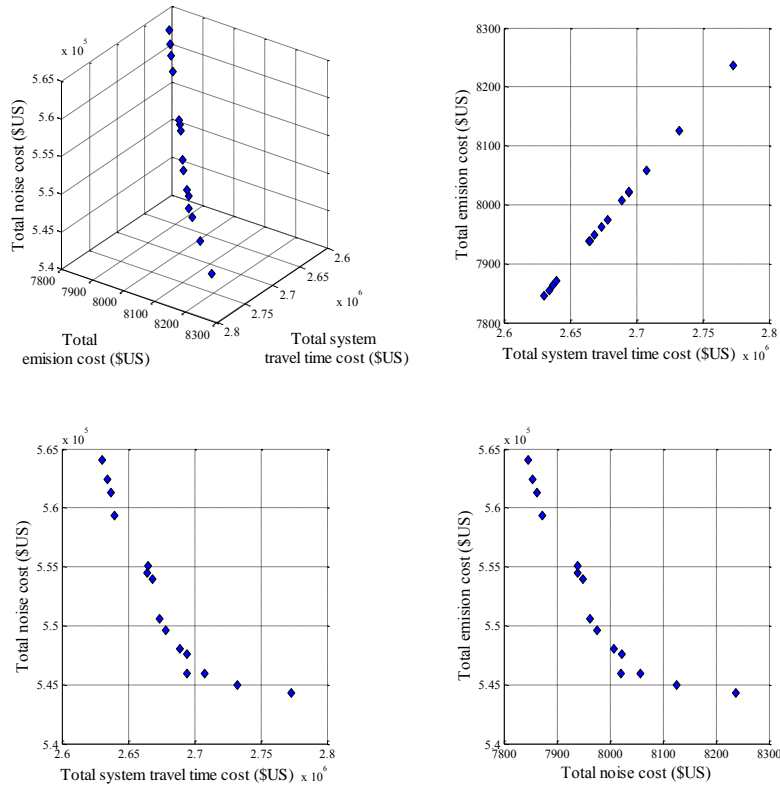 x 10^5
5.65
5.6
5.55
5.5
5.45
5.4
Total noise cost ($US)
7800
7900
8000
8100
8200
8300
Total
emision cost ($US)
2.6
2.65
2.7
2.75
2.8
x 10^6
Total system
travel time cost ($US)
8300
8200
8100
8000
7900
7800
Total emision cost ($US)
2.6 2.65 2.7 2.75 2.8
Total system travel time cost ($US) x 10^6
x 10^5
5.65
5.6
5.55
5.5
5.45
5.4
Total noise cost ($US)
2.6 2.65 2.7 2.75 2.8
Total system travel time cost ($US) x 10^6
x 10^5
5.65
5.6
5.55
5.5
5.45
5.4
Total emission cost ($US)
7800 7900 8000 8100 8200 8300
Total noise cost ($US)